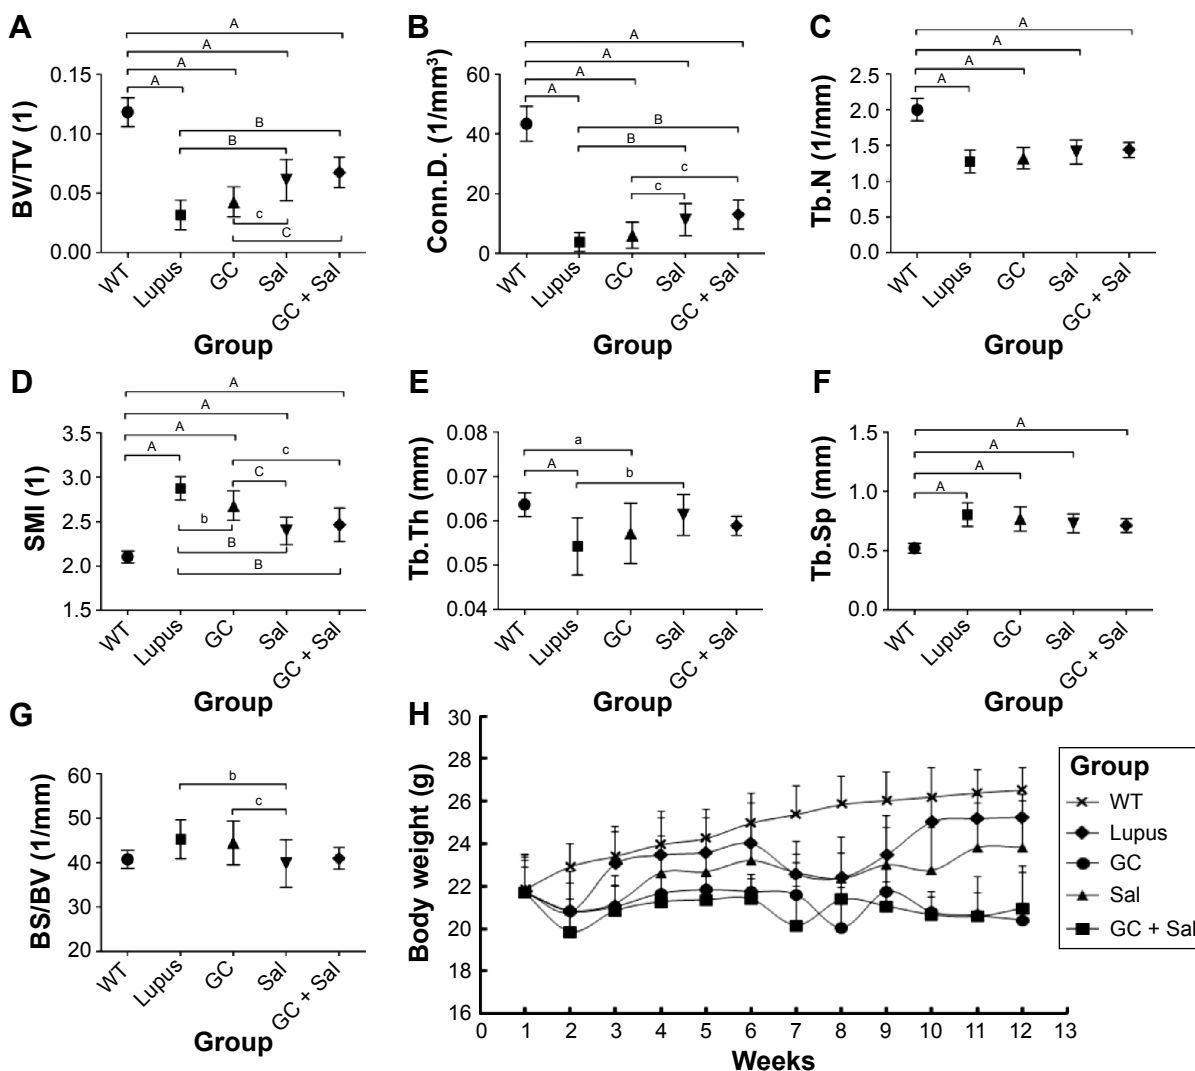 A
B
C
A
A
A
A
B
B
c
C
BV/TV (1)
0.15
0.10
0.05
0.00
WT
Lupus
GC
Sal
GC + Sal
Group
A
A
A
A
B
B
c
c
Conn.D. (1/mm³)
60
40
20
0
WT
Lupus
GC
Sal
GC + Sal
Group
A
A
A
A
Tb.N (1/mm)
2.5
2.0
1.5
1.0
0.5
0.0
WT
Lupus
GC
Sal
GC + Sal
Group
D
E
F
A
A
A
A
c
C
b
B
B
SMI (1)
3.5
3.0
2.5
2.0
1.5
WT
Lupus
GC
Sal
GC + Sal
Group
a
A
b
Tb.Th (mm)
0.08
0.07
0.06
0.05
0.04
WT
Lupus
GC
Sal
GC + Sal
Group
A
A
A
A
Tb.Sp (mm)
1.5
1.0
0.5
0.0
WT
Lupus
GC
Sal
GC + Sal
Group
G
H
b
c
BS/BV (1/mm)
60
50
40
30
20
WT
Lupus
GC
Sal
GC + Sal
Group
Body weight (g)
30
28
26
24
22
20
18
16
0 1 2 3 4 5 6 7 8 9 10 11 12 13
Weeks
Group
WT
Lupus
GC
Sal
GC + Sal